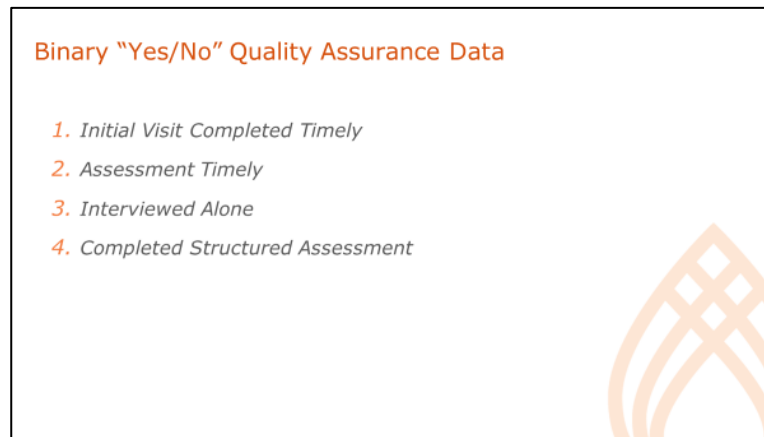 Binary “Yes/No” Quality Assurance Data
1. Initial Visit Completed Timely
2. Assessment Timely
3. Interviewed Alone
4. Completed Structured Assessment